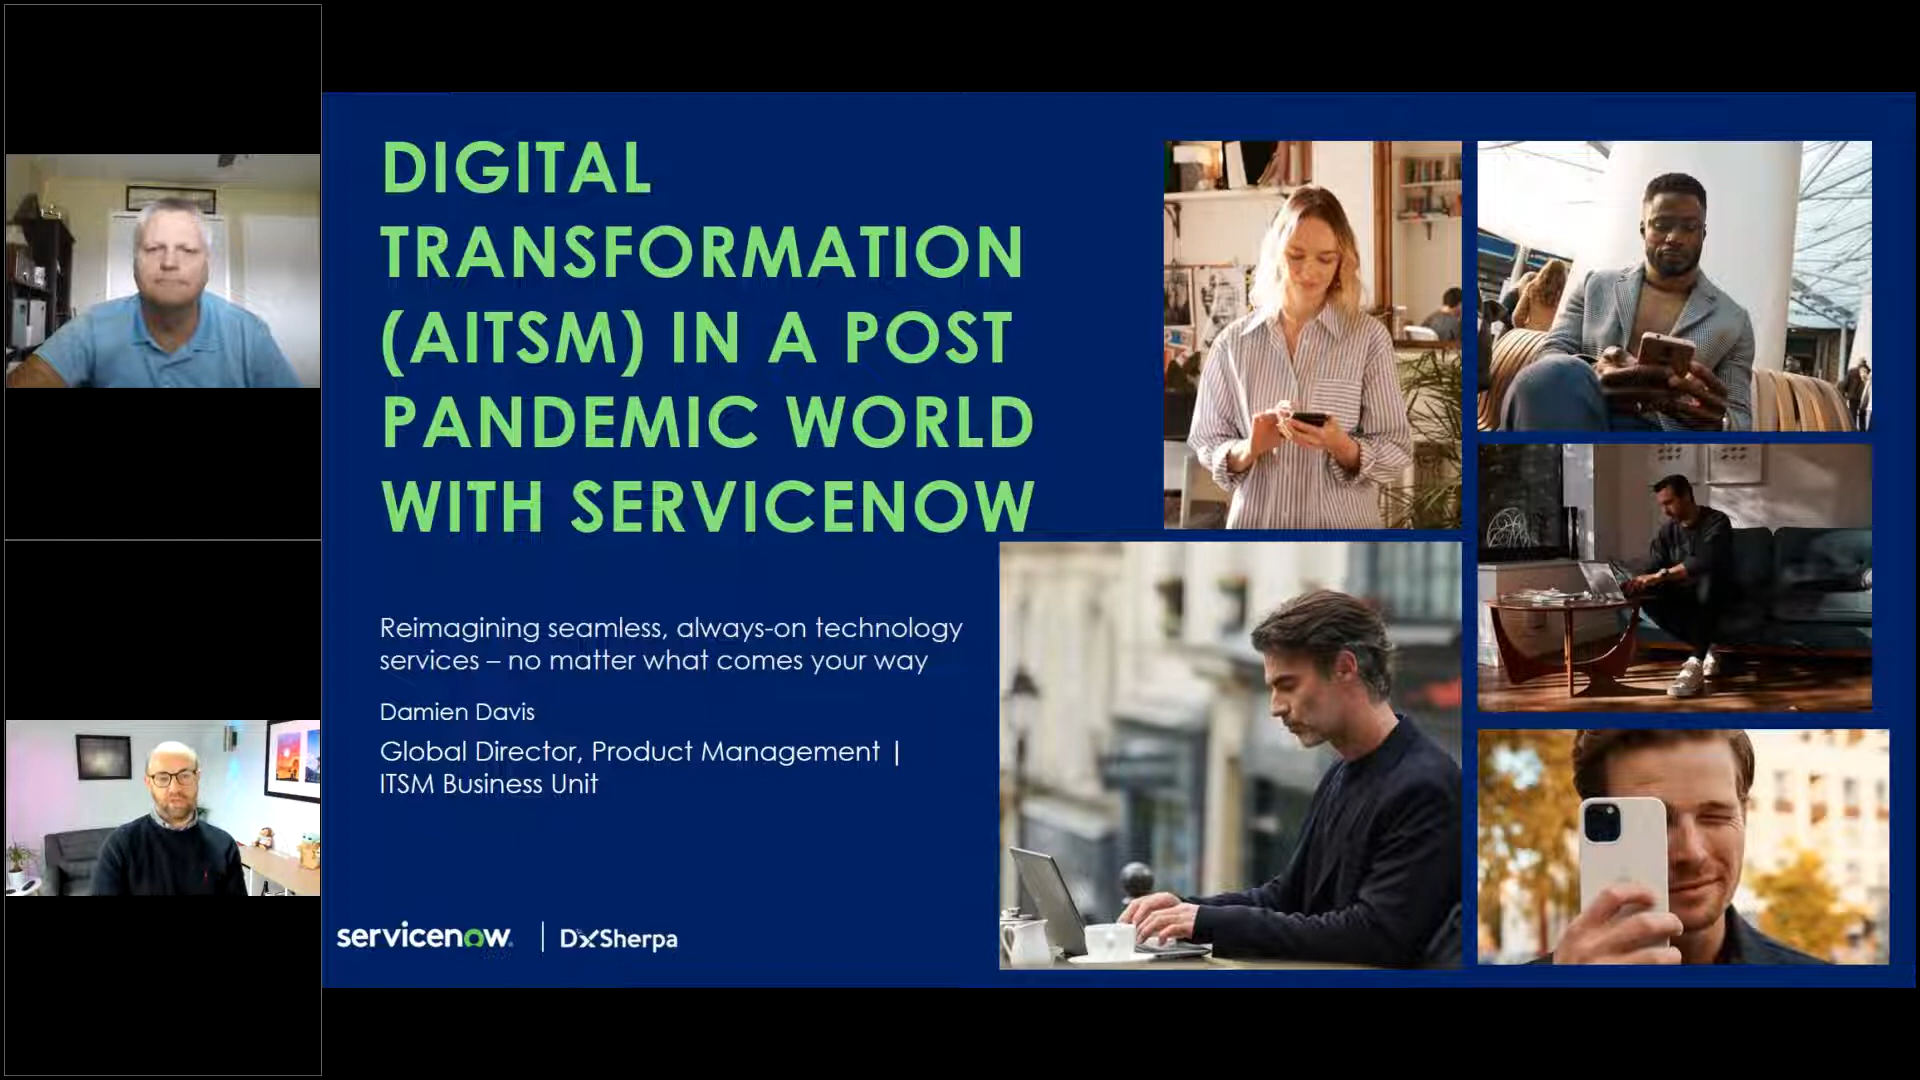 DIGITAL
TRANSFORMATION
(AITSM) IN A POST
PANDEMIC WORLD
WITH SERVICENOW
Reimagining seamless, always-on technology
services – no matter what comes your way
Damien Davis
Global Director, Product Management |
ITSM Business Unit
servicenow.
DxSherpa